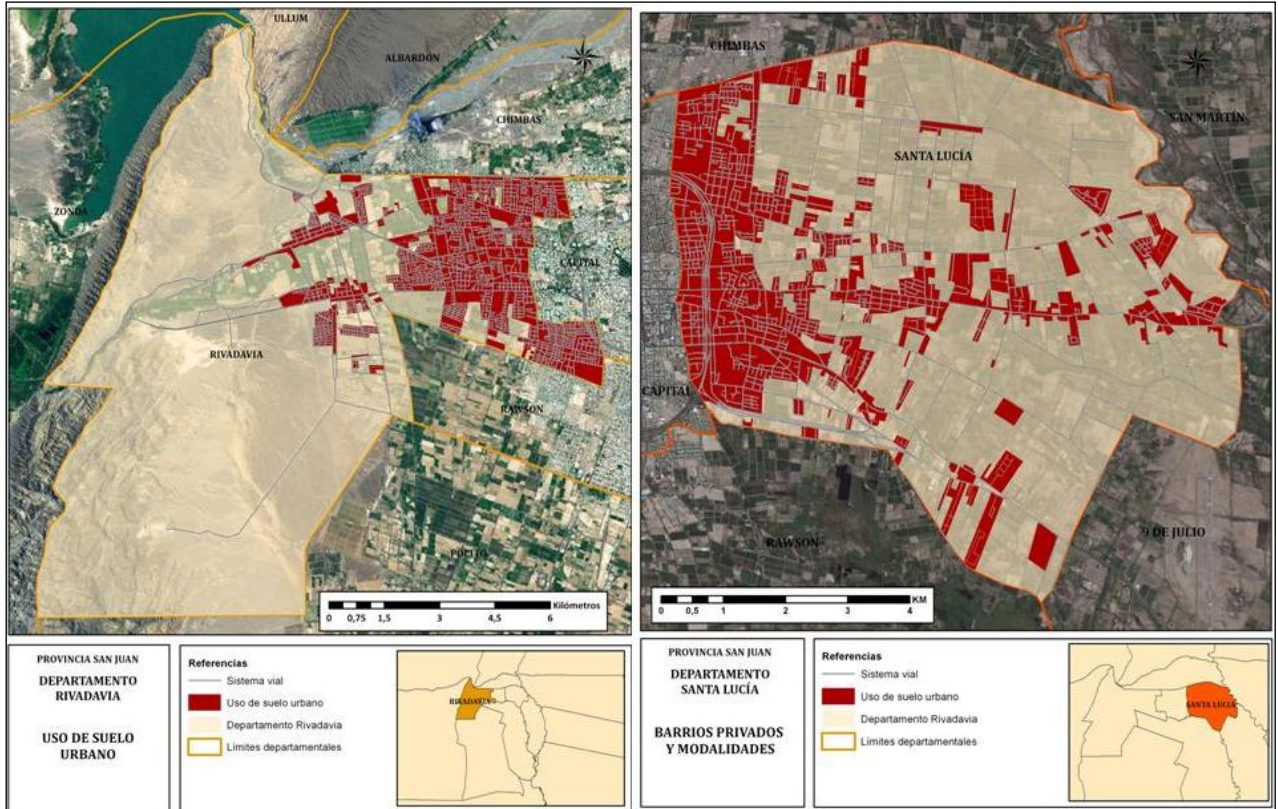 ULLUM
ALBARDÓN
CHIMBAS
ZONDA
CAPITAL
RIVADAVIA
RAWSON
POCITO
Kilómetros
0 0,75 1,5 3 4,5 6
PROVINCIA SAN JUAN
DEPARTAMENTO
RIVADAVIA
USO DE SUELO
URBANO
Referencias
Sistema vial
Uso de suelo urbano
Departamento Rivadavia
Limites departamentales
RIVADAVIA
CHIMBAS
SAN MARTÍN
SANTA LUCÍA
CAPITAL
RAWSON
9 DE JULIO
KM
0 0,5 1 2 3 4
PROVINCIA SAN JUAN
DEPARTAMENTO
SANTA LUCÍA
BARRIOS PRIVADOS
Y MODALIDADES
Referencias
Sistema vial
Uso de suelo urbano
Departamento Rivadavia
Limites departamentales
SANTA LUCÍA